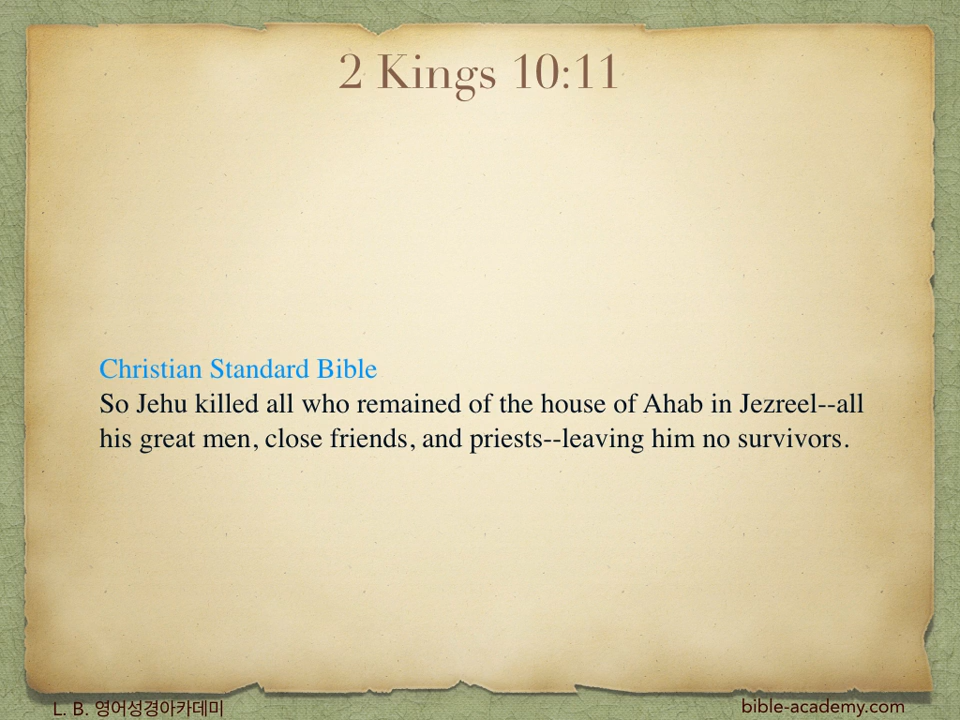 2 Kings 10:11
Christian Standard Bible
So Jehu killed all who remained of the house of Ahab in Jezreel--all
his great men, close friends, and priests--leaving him no survivors.
L. B. 영어성경아카데미
bible-academy.com